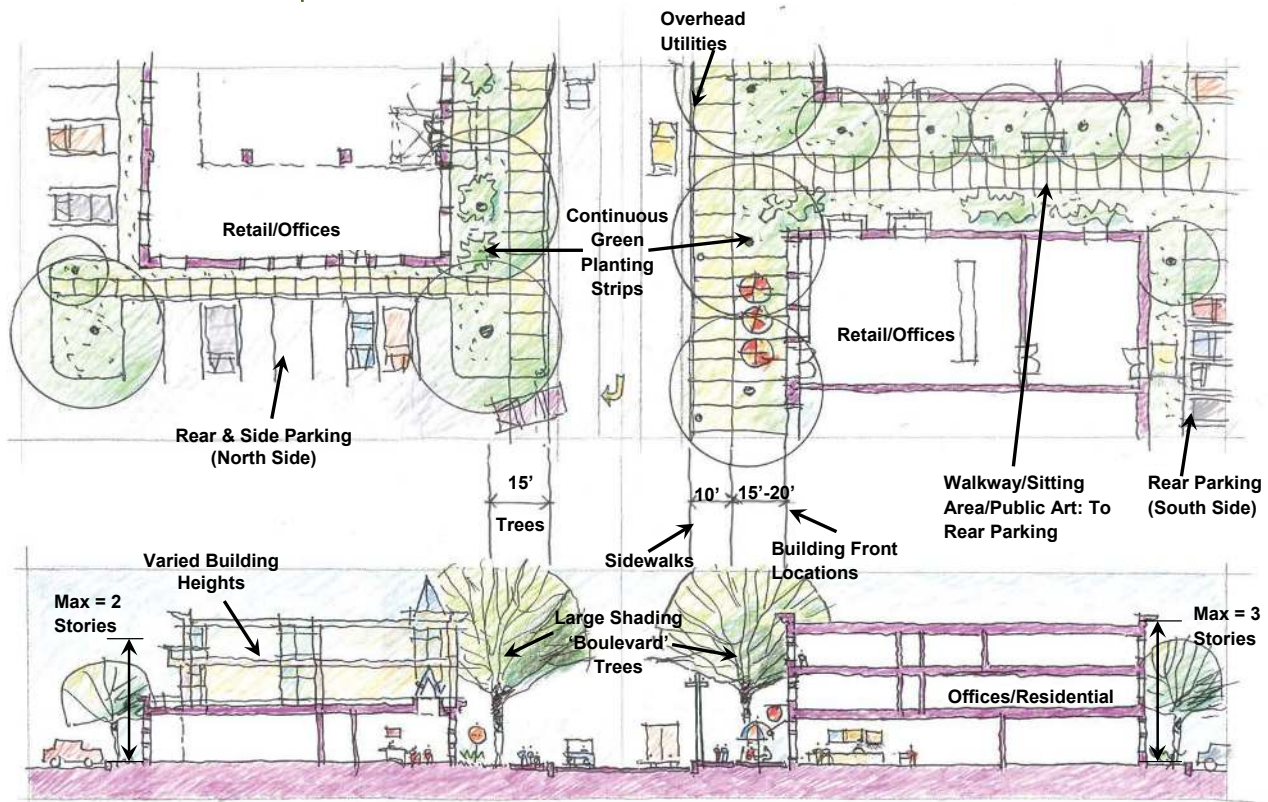 Overhead
Utilities
Retail/Offices
Continuous
Green
Planting
Strips
Retail/Offices
Rear & Side Parking
(North Side)
15’
Trees
10’
15’-20’
Sidewalks
Building Front
Locations
Walkway/Sitting
Area/Public Art: To
Rear Parking
Rear Parking
(South Side)
Varied Building
Heights
Max = 2
Stories
Large Shading
‘Boulevard’
Trees
Max = 3
Stories
Offices/Residential